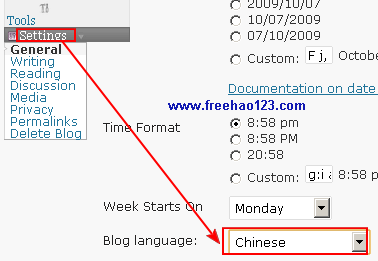 Tools
Settings
General
Writing
Reading
Discussion
Media
Privacy
Permalinks
Delete Blog
2009/10/07
10/07/2009
07/10/2009
Custom: F j,
Documentation on date
www.freehao123.com
Time Format
8:58 pm
8:58 PM
20:58
Custom: g:i a 8:58 p
Week Starts On Monday
Blog language: Chinese